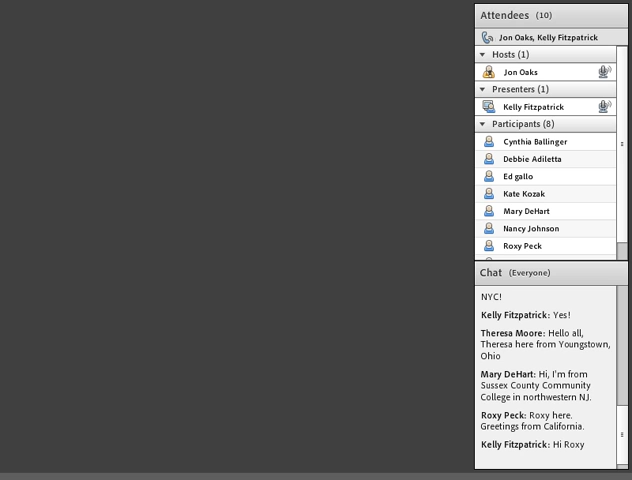 Attendees (10)
Jon Oaks, Kelly Fitzpatrick
Hosts (1)
Jon Oaks
Presenters (1)
Kelly Fitzpatrick
Participants (8)
Cynthia Ballinger
Debbie Adiletta
Ed gallo
Kate Kozak
Mary DeHart
Nancy Johnson
Roxy Peck
Chat (Everyone)
NYC!
Kelly Fitzpatrick: Yes!
Theresa Moore: Hello all,
Theresa here from Youngstown,
Ohio
Mary DeHart: Hi, I'm from
Sussex County Community
College in northwestern NJ.
Roxy Peck: Roxy here.
Greetings from California.
Kelly Fitzpatrick: Hi Roxy